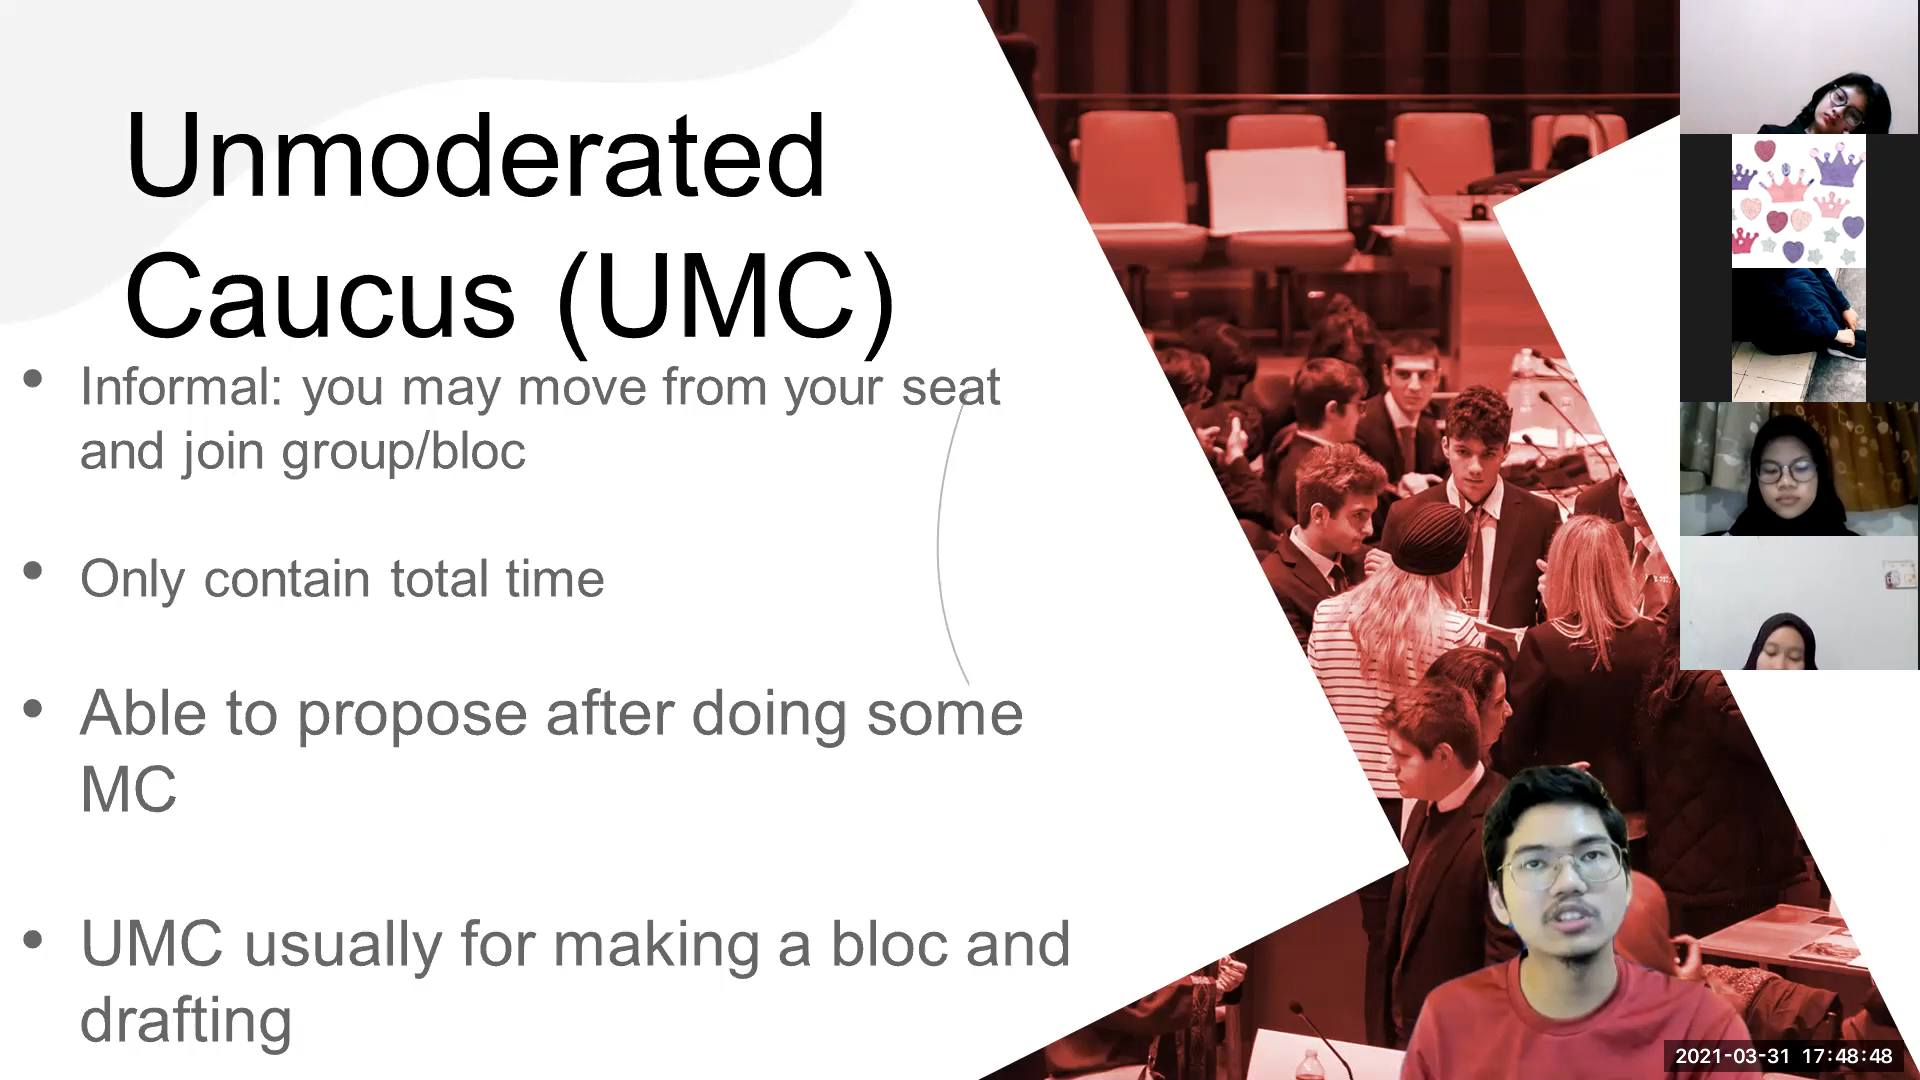 Unmoderated
Caucus (UMC)
• Informal: you may move from your seat
and join group/bloc
• Only contain total time
• Able to propose after doing some
MC
• UMC usually for making a bloc and
drafting
2021-03-31 17:48:48